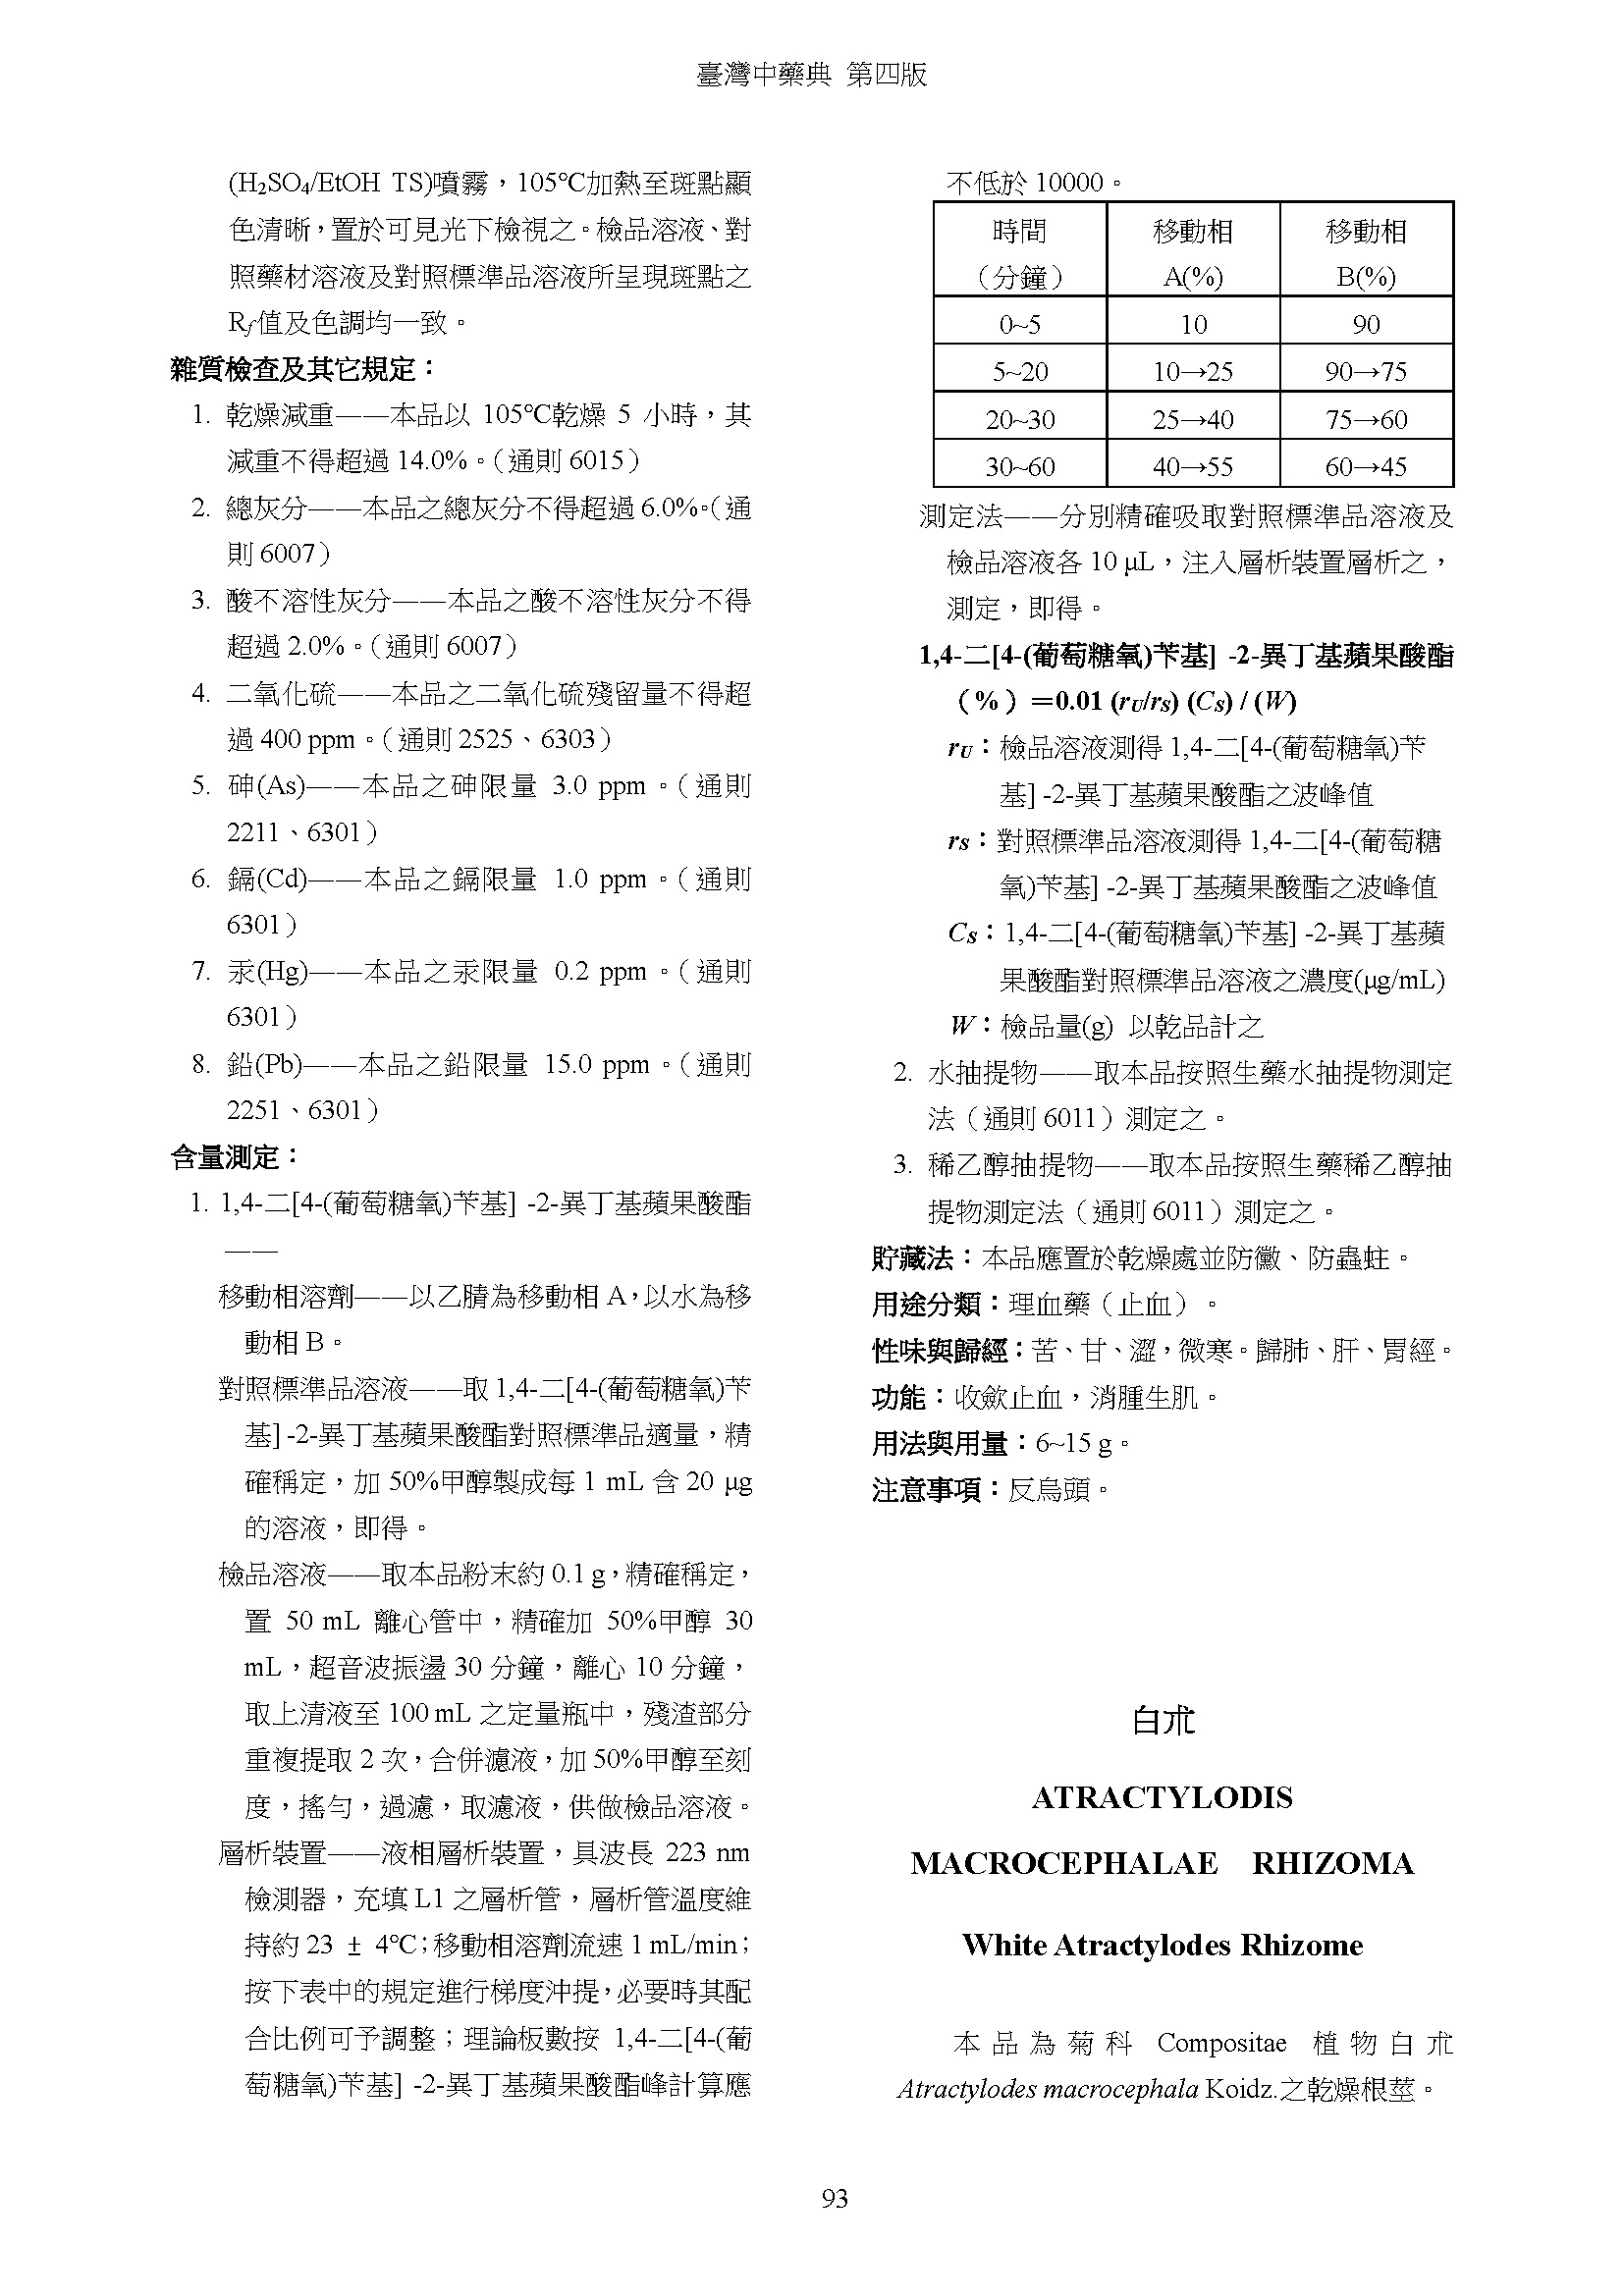 臺灣中藥典 第四版
(H₂SO₄/EtOH TS)噴霧，105℃加熱至斑點顯
色清晰，置於可見光下檢視之。檢品溶液、對
照藥材溶液及對照標準品溶液所呈現斑點之
Rf值及色調均一致。
雜質檢查及其它規定：
1. 乾燥減重——本品以 105℃乾燥 5 小時，其
減重不得超過 14.0%。（通則 6015）
2. 總灰分——本品之總灰分不得超過 6.0%。（通
則 6007）
3. 酸不溶性灰分——本品之酸不溶性灰分不得
超過 2.0%。（通則 6007）
4. 二氧化硫——本品之二氧化硫殘留量不得超
過 400 ppm。（通則 2525、6303）
5. 砷(As)——本品之砷限量 3.0 ppm。（通則
2211、6301）
6. 鎘(Cd)——本品之鎘限量 1.0 ppm。（通則
6301）
7. 汞(Hg)——本品之汞限量 0.2 ppm。（通則
6301）
8. 鉛(Pb)——本品之鉛限量 15.0 ppm。（通則
2251、6301）
含量測定：
1. 1,4-二[4-(葡萄糖氧)苄基] -2-異丁基蘋果酸酯
——
移動相溶劑——以乙腈為移動相 A，以水為移
動相 B。
對照標準品溶液——取 1,4-二[4-(葡萄糖氧)苄
基] -2-異丁基蘋果酸酯對照標準品適量，精
確稱定，加 50%甲醇製成每 1 mL 含 20 μg
的溶液，即得。
檢品溶液——取本品粉末約 0.1 g，精確稱定，
置 50 mL 離心管中，精確加 50%甲醇 30
mL，超音波振盪 30 分鐘，離心 10 分鐘，
取上清液至 100 mL 之定量瓶中，殘渣部分
重複提取 2 次，合併濾液，加 50%甲醇至刻
度，搖勻，過濾，取濾液，供做檢品溶液。
層析裝置——液相層析裝置，具波長 223 nm
檢測器，充填 L1 之層析管，層析管溫度維
持約 23 ± 4℃；移動相溶劑流速 1 mL/min；
按下表中的規定進行梯度沖提，必要時其配
合比例可予調整；理論板數按 1,4-二[4-(葡
萄糖氧)苄基] -2-異丁基蘋果酸酯峰計算應
不低於 10000。
時間 移動相 移動相
（分鐘） A(%) B(%)
0~5 10 90
5~20 10→25 90→75
20~30 25→40 75→60
30~60 40→55 60→45
測定法——分別精確吸取對照標準品溶液及
檢品溶液各 10 μL，注入層析裝置層析之，
測定，即得。
1,4-二[4-(葡萄糖氧)苄基] -2-異丁基蘋果酸酯
（%）＝0.01 (rU/rS) (CS) / (W)
rU：檢品溶液測得 1,4-二[4-(葡萄糖氧)苄
基] -2-異丁基蘋果酸酯之波峰值
rS：對照標準品溶液測得 1,4-二[4-(葡萄糖
氧)苄基] -2-異丁基蘋果酸酯之波峰值
CS：1,4-二[4-(葡萄糖氧)苄基] -2-異丁基蘋
果酸酯對照標準品溶液之濃度(μg/mL)
W：檢品量(g) 以乾品計之
2. 水抽提物——取本品按照生藥水抽提物測定
法（通則 6011）測定之。
3. 稀乙醇抽提物——取本品按照生藥稀乙醇抽
提物測定法（通則 6011）測定之。
貯藏法：本品應置於乾燥處並防黴、防蟲蛀。
用途分類：理血藥（止血）。
性味與歸經：苦、甘、澀，微寒。歸肺、肝、胃經。
功能：收斂止血，消腫生肌。
用法與用量：6~15 g。
注意事項：反烏頭。
白朮
ATRACTYLODIS
MACROCEPHALAE RHIZOMA
White Atractylodes Rhizome
本品為菊科 Compositae 植物白朮
Atractylodes macrocephala Koidz.之乾燥根莖。
93